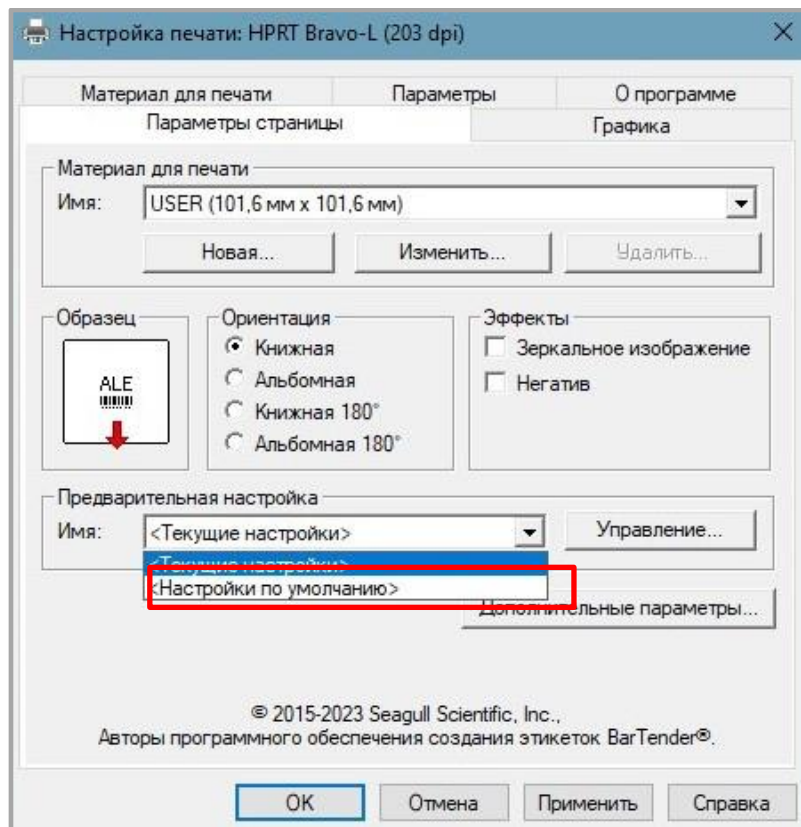 Настройка печати: HPRT Bravo-L (203 dpi)
Материал для печати Параметры О программе
Параметры страницы Графика
Материал для печати
Имя: USER (101,6 мм x 101,6 мм)
Новая... Изменить... Удалить...
Образец
ALE
Ориентация
Книжная
Альбомная
Книжная 180°
Альбомная 180°
Эффекты
Зеркальное изображение
Негатив
Предварительная настройка
Имя: <Текущие настройки> Управление...
<Текущие настройки>
<Настройки по умолчанию>
Дополнительные параметры...
© 2015-2023 Seagull Scientific, Inc.,
Авторы программного обеспечения создания этикеток BarTender®.
OK Отмена Применить Справка